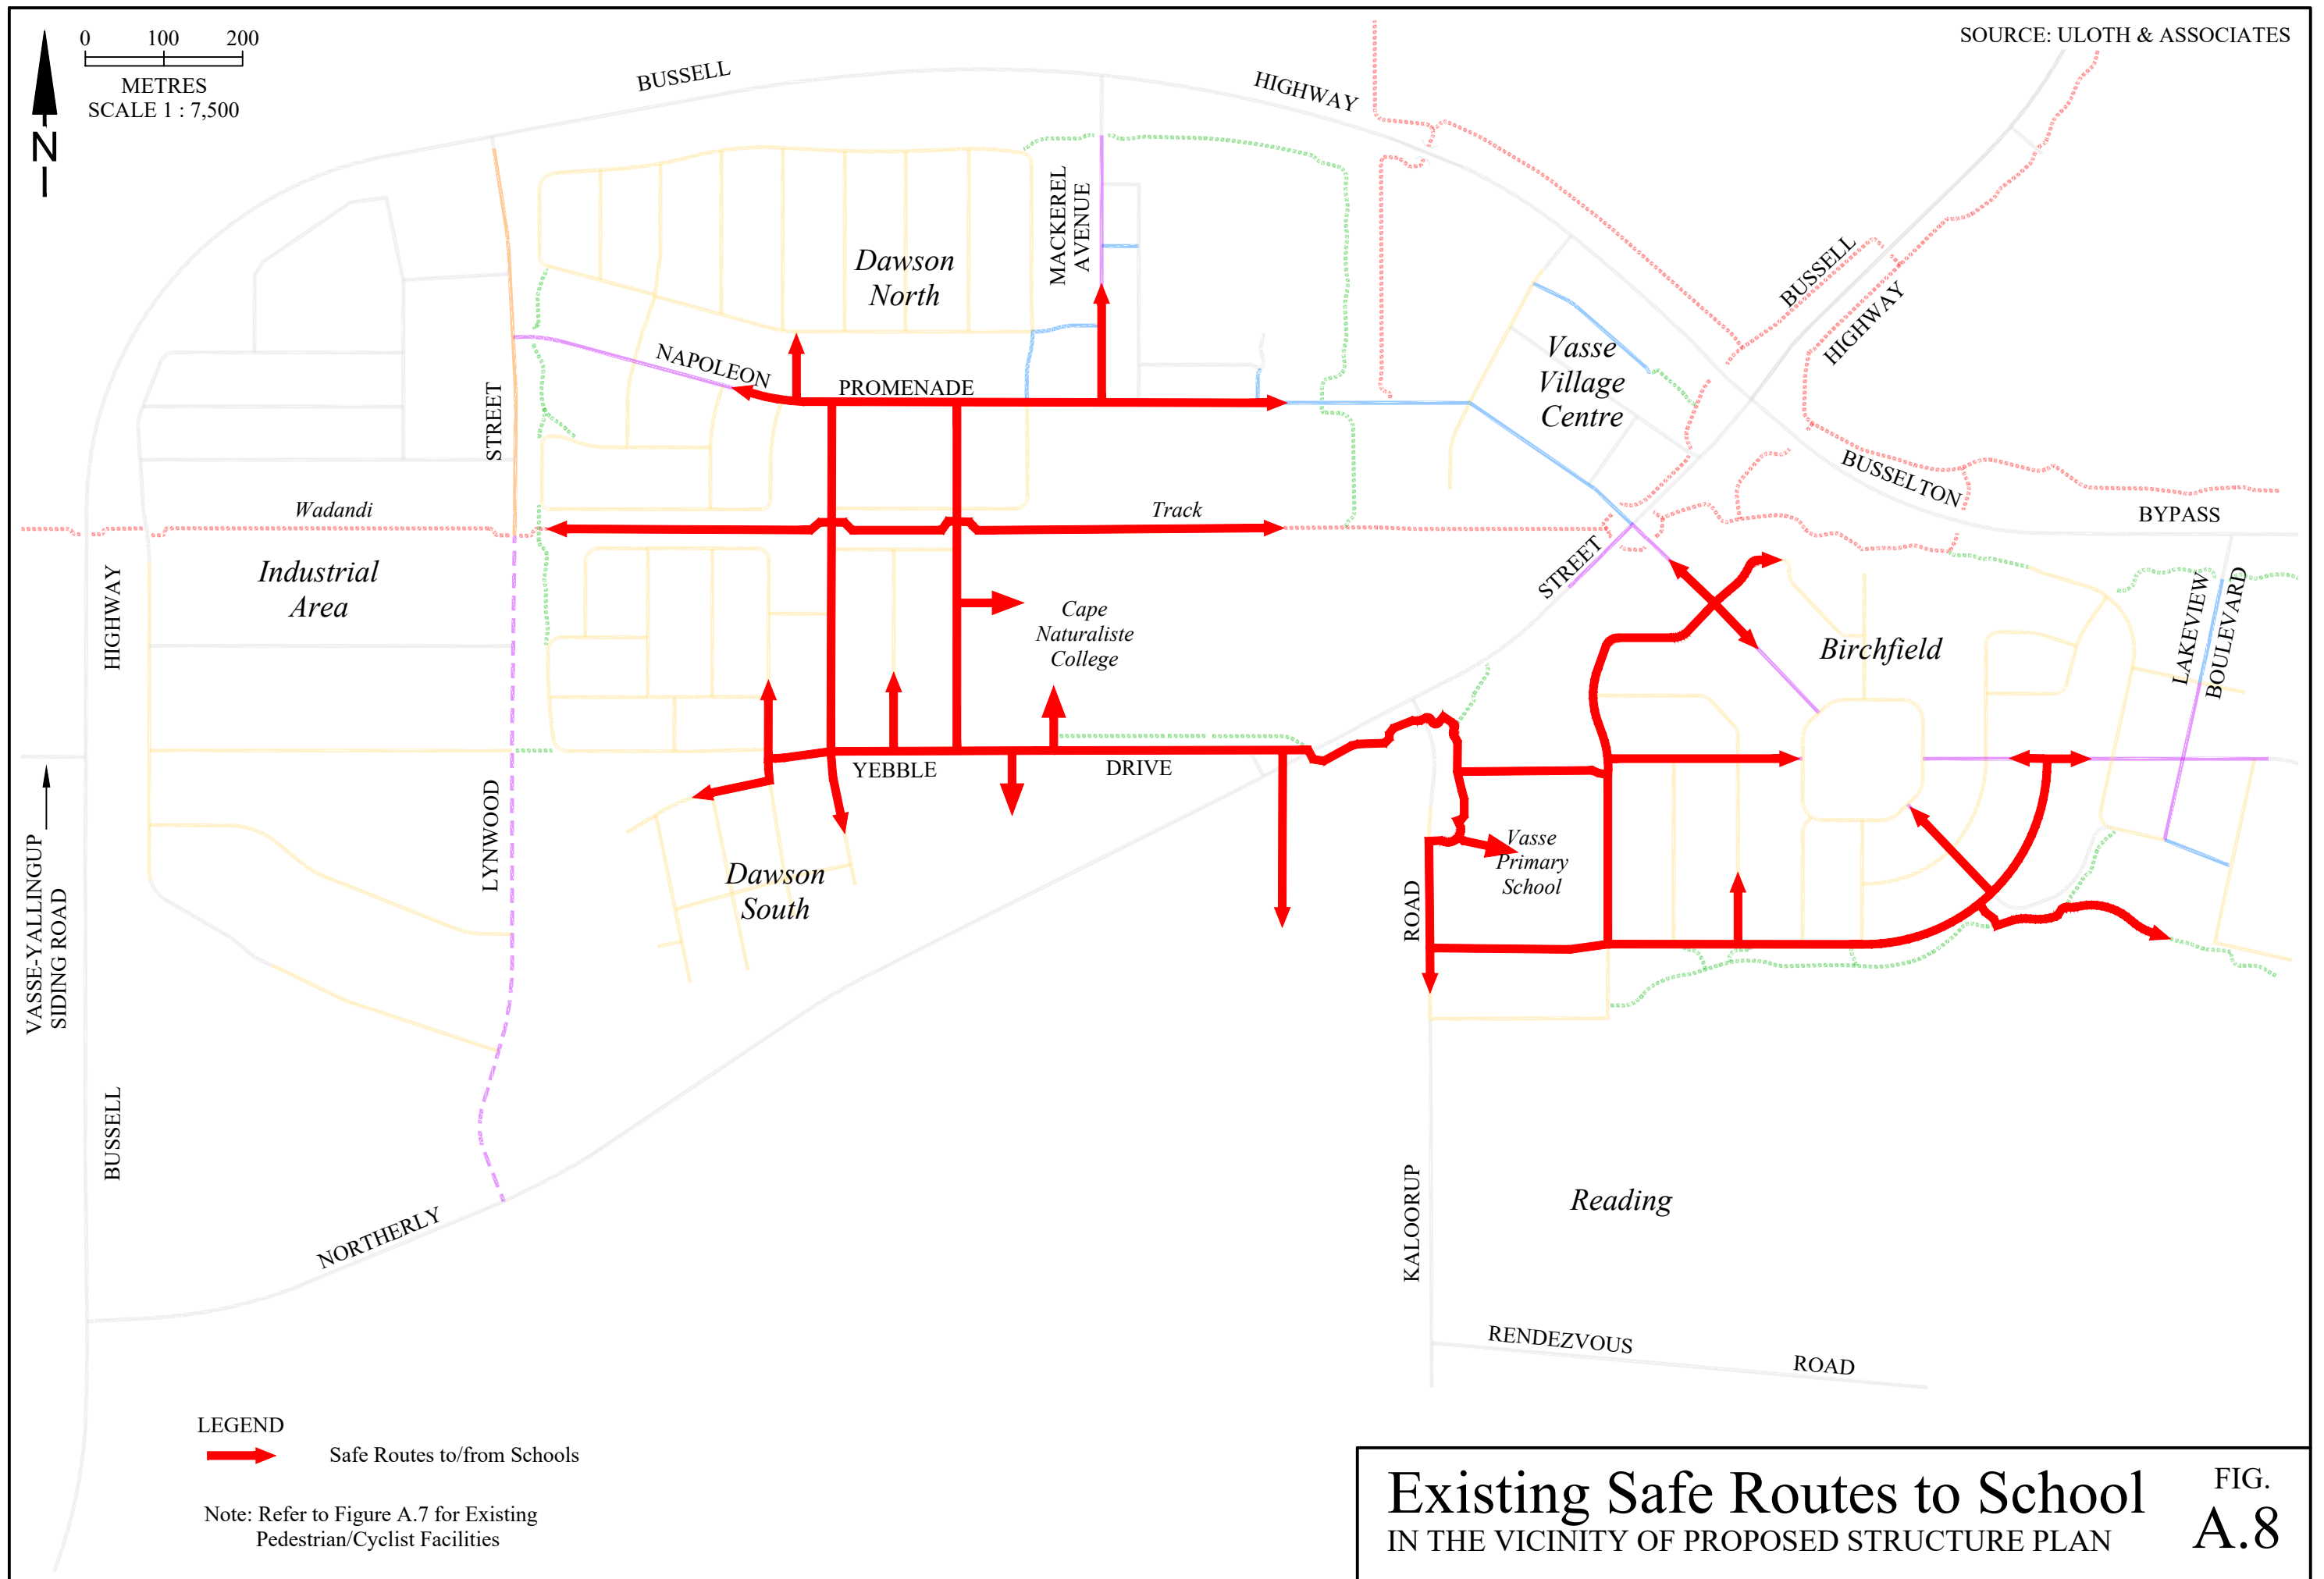 0 100 200
METRES
SCALE 1 : 7,500
N
SOURCE: ULOTH & ASSOCIATES
BUSSELL
HIGHWAY
MACKEREL
AVENUE
Dawson
North
NAPOLEON
PROMENADE
STREET
Vasse
Village
Centre
BUSSELL
HIGHWAY
BUSSELTON
BYPASS
Wadandi
Track
Industrial
Area
HIGHWAY
STREET
Cape
Naturaliste
College
Birchfield
LAKEVIEW
BOULEVARD
YEBBLE
DRIVE
LYNWOOD
VASSE-YALLINGUP
SIDING ROAD
Dawson
South
Vasse
Primary
School
ROAD
BUSSELL
NORTHERLY
KALOORUP
Reading
RENDEZVOUS
ROAD
LEGEND
Safe Routes to/from Schools
Note: Refer to Figure A.7 for Existing
Pedestrian/Cyclist Facilities
Existing Safe Routes to School
IN THE VICINITY OF PROPOSED STRUCTURE PLAN
FIG.
A.8